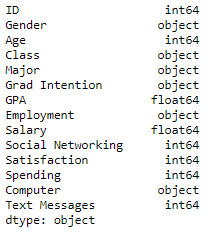 ID int64
Gender object
Age int64
Class object
Major object
Grad Intention object
GPA float64
Employment object
Salary float64
Social Networking int64
Satisfaction int64
Spending int64
Computer object
Text Messages int64
dtype: object